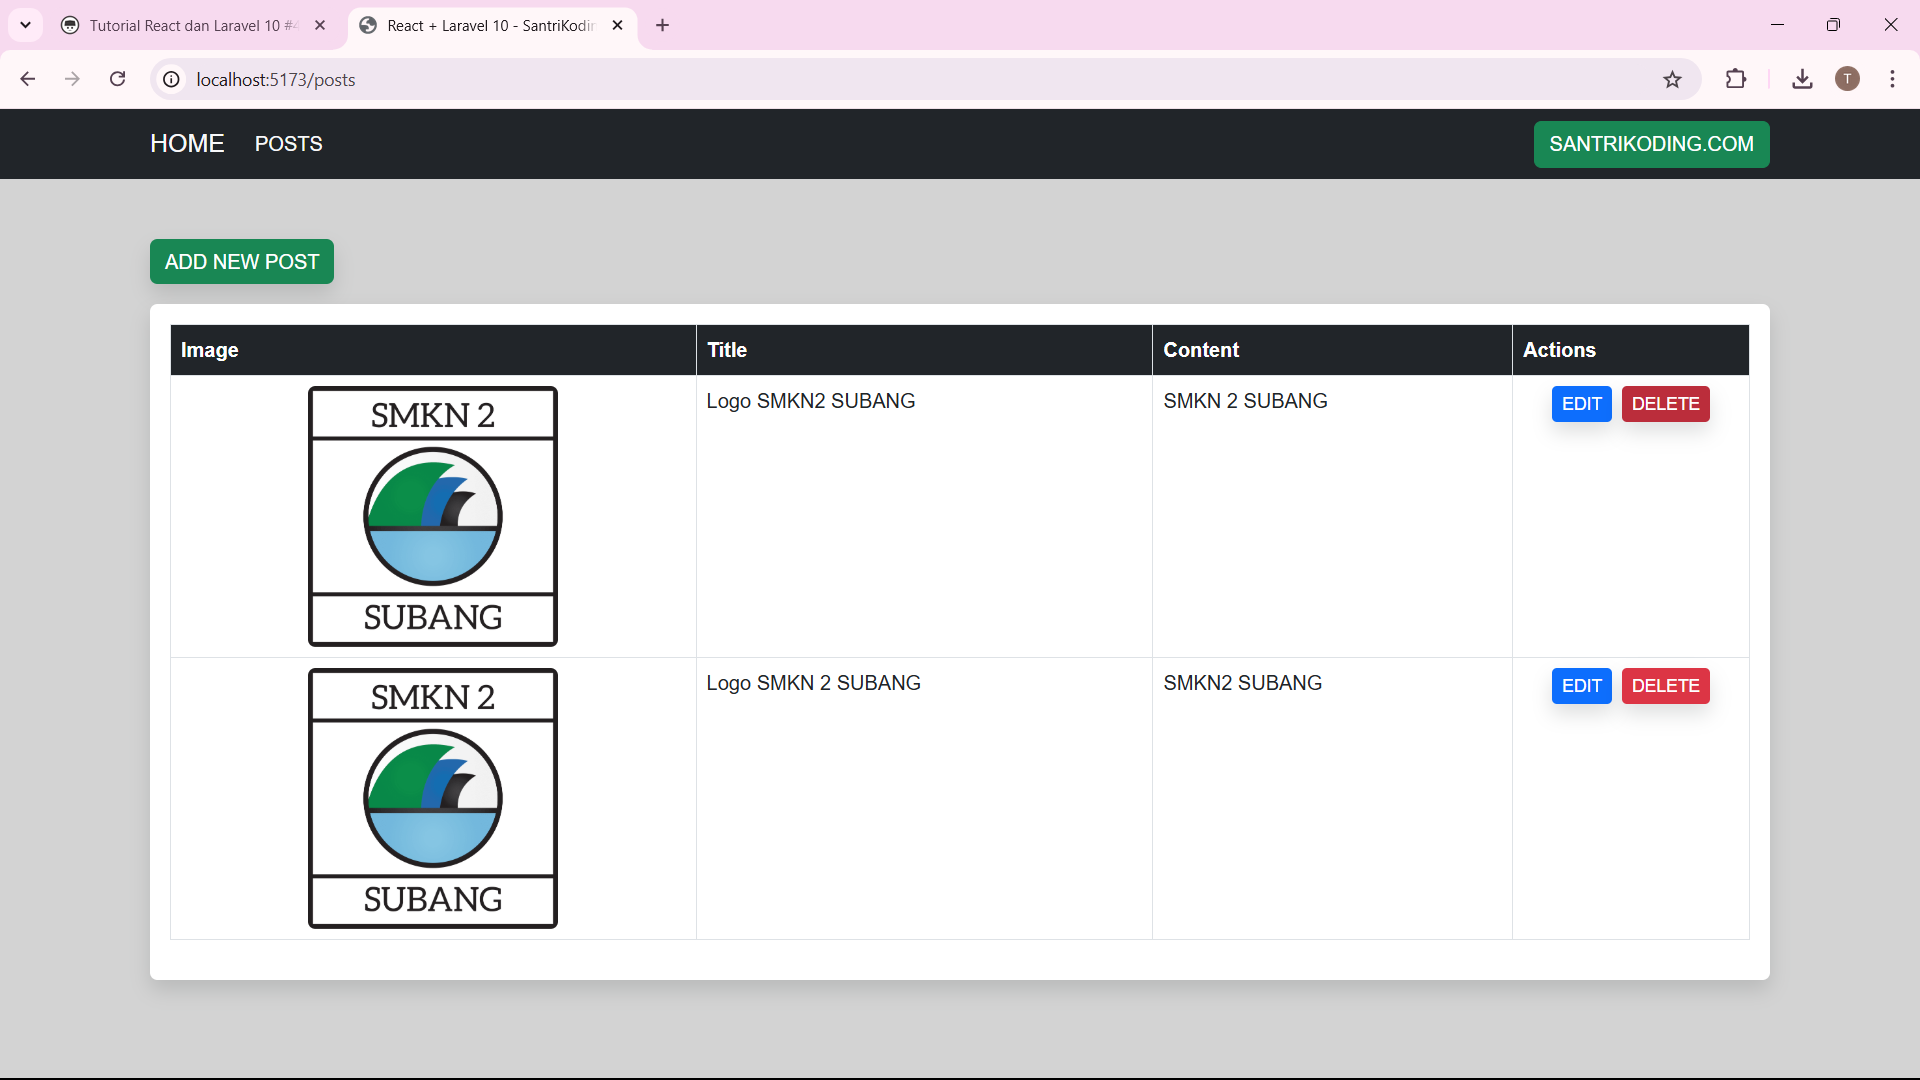 Tutorial React dan Laravel 10 #4
React + Laravel 10 - SantriKodin
localhost:5173/posts
T
HOME
POSTS
SANTRIKODING.COM
ADD NEW POST
Image
Title
Content
Actions
SMKN 2
SUBANG
Logo SMKN2 SUBANG
SMKN 2 SUBANG
EDIT
DELETE
SMKN 2
SUBANG
Logo SMKN 2 SUBANG
SMKN2 SUBANG
EDIT
DELETE